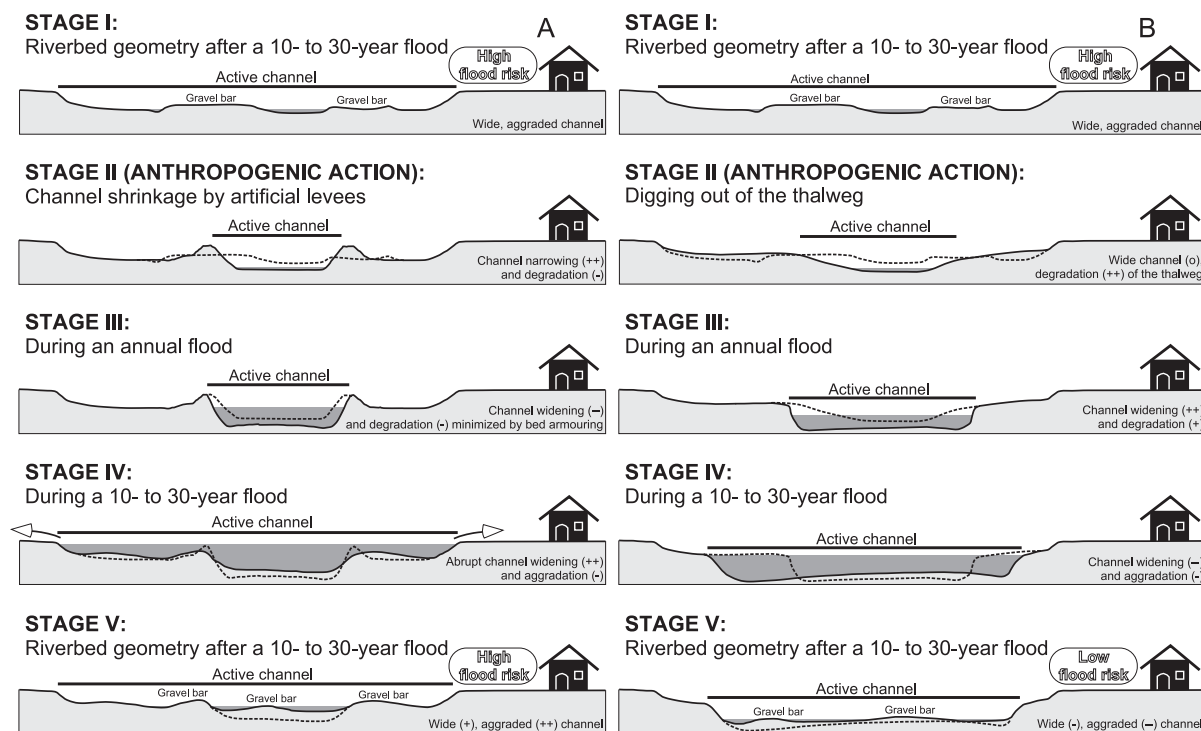 A
STAGE I:
Riverbed geometry after a 10- to 30-year flood
High
flood risk
Active channel
Gravel bar
Gravel bar
Wide, aggraded channel
STAGE II (ANTHROPOGENIC ACTION):
Channel shrinkage by artificial levees
Active channel
Channel narrowing (++)
and degradation (-)
STAGE III:
During an annual flood
Active channel
Channel widening (–)
and degradation (-) minimized by bed armouring
STAGE IV:
During a 10- to 30-year flood
Active channel
Abrupt channel widening (++)
and aggradation (-)
STAGE V:
Riverbed geometry after a 10- to 30-year flood
High
flood risk
Active channel
Gravel bar
Gravel bar
Gravel bar
Wide (+), aggraded (++) channel
B
STAGE I:
Riverbed geometry after a 10- to 30-year flood
High
flood risk
Active channel
Gravel bar
Gravel bar
Wide, aggraded channel
STAGE II (ANTHROPOGENIC ACTION):
Digging out of the thalweg
Active channel
Wide channel (o),
degradation (++) of the thalweg
STAGE III:
During an annual flood
Active channel
Channel widening (++)
and degradation (+)
STAGE IV:
During a 10- to 30-year flood
Active channel
Channel widening (–)
and aggradation (-)
STAGE V:
Riverbed geometry after a 10- to 30-year flood
Low
flood risk
Active channel
Gravel bar
Gravel bar
Wide (-), aggraded (–) channel